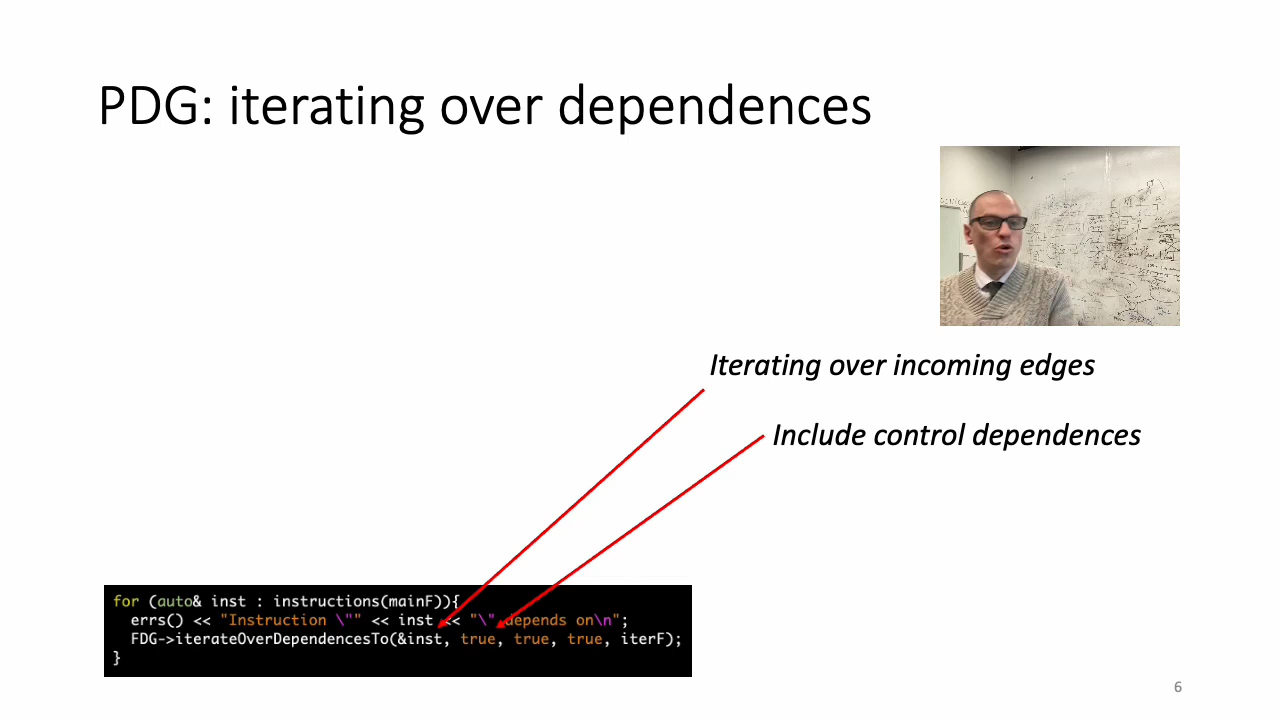 PDG: iterating over dependences
Iterating over incoming edges
Include control dependences
for (auto& inst : instructions(mainF)){
errs() << "Instruction \"" << inst << "\" depends on\n";
FDG->iterateOverDependencesTo(&inst, true, true, true, iterF);
}
6